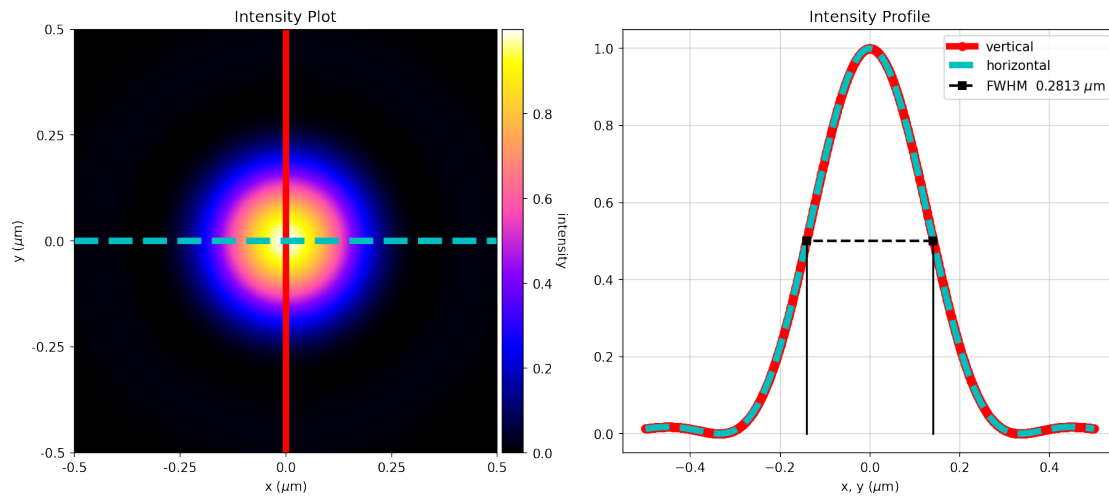 Intensity Plot
0.5
0.25
0.0
-0.25
-0.5
y (μm)
-0.5
-0.25
0.0
0.25
0.5
x (μm)
0.8
0.6
0.4
0.2
0.0
intensity
Intensity Profile
1.0
0.8
0.6
0.4
0.2
0.0
−0.4
−0.2
0.0
0.2
0.4
x, y (μm)
vertical
horizontal
FWHM 0.2813 μm